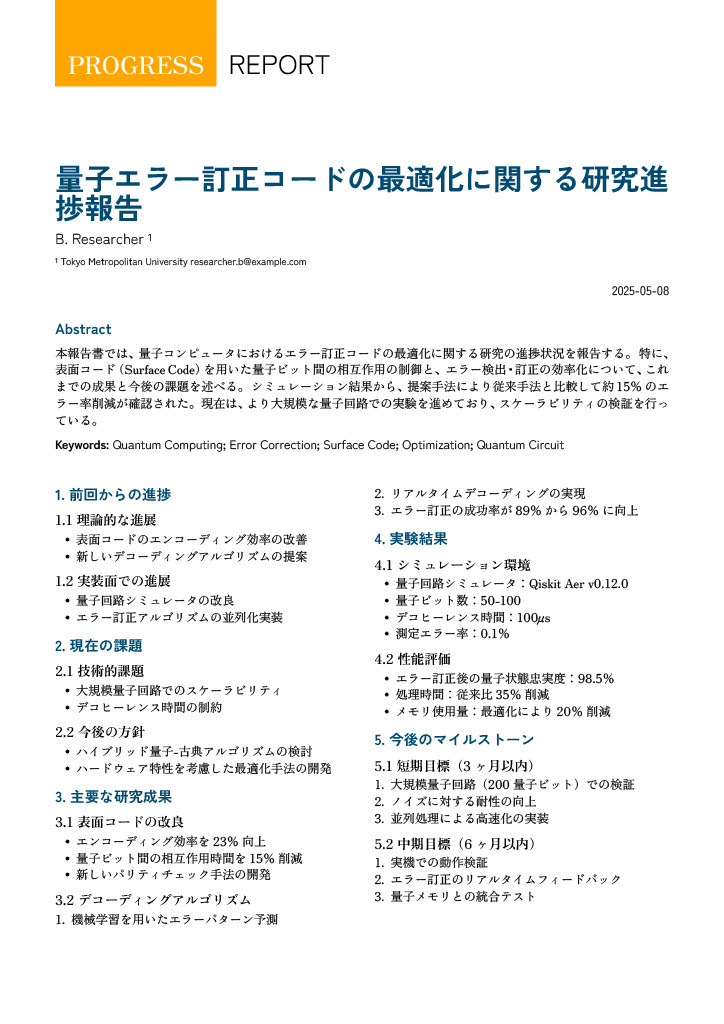 PROGRESS REPORT
量子エラー訂正コードの最適化に関する研究進
捗報告
B. Researcher ¹
¹ Tokyo Metropolitan University researcher.b@example.com
2025-05-08
Abstract
本報告書では、量子コンピュータにおけるエラー訂正コードの最適化に関する研究の進捗状況を報告する。特に、
表面コード（Surface Code）を用いた量子ビット間の相互作用の制御と、エラー検出・訂正の効率化について、これ
までの成果と今後の課題を述べる。シミュレーション結果から、提案手法により従来手法と比較して約 15% のエ
ラー率削減が確認された。現在は、より大規模な量子回路での実験を進めており、スケーラビリティの検証を行っ
ている。
Keywords: Quantum Computing; Error Correction; Surface Code; Optimization; Quantum Circuit
1. 前回からの進捗
1.1 理論的な進展
• 表面コードのエンコーディング効率の改善
• 新しいデコーディングアルゴリズムの提案
1.2 実装面での進展
• 量子回路シミュレータの改良
• エラー訂正アルゴリズムの並列化実装
2. 現在の課題
2.1 技術的課題
• 大規模量子回路でのスケーラビリティ
• デコヒーレンス時間の制約
2.2 今後の方針
• ハイブリッド量子-古典アルゴリズムの検討
• ハードウェア特性を考慮した最適化手法の開発
3. 主要な研究成果
3.1 表面コードの改良
• エンコーディング効率を 23% 向上
• 量子ビット間の相互作用時間を 15% 削減
• 新しいパリティチェック手法の開発
3.2 デコーディングアルゴリズム
1. 機械学習を用いたエラーパターン予測
2. リアルタイムデコーディングの実現
3. エラー訂正の成功率が 89% から 96% に向上
4. 実験結果
4.1 シミュレーション環境
• 量子回路シミュレータ：Qiskit Aer v0.12.0
• 量子ビット数：50-100
• デコヒーレンス時間：100μs
• 測定エラー率：0.1%
4.2 性能評価
• エラー訂正後の量子状態忠実度：98.5%
• 処理時間：従来比 35% 削減
• メモリ使用量：最適化により 20% 削減
5. 今後のマイルストーン
5.1 短期目標（3 ヶ月以内）
1. 大規模量子回路（200 量子ビット）での検証
2. ノイズに対する耐性の向上
3. 並列処理による高速化の実装
5.2 中期目標（6 ヶ月以内）
1. 実機での動作検証
2. エラー訂正のリアルタイムフィードバック
3. 量子メモリとの統合テスト